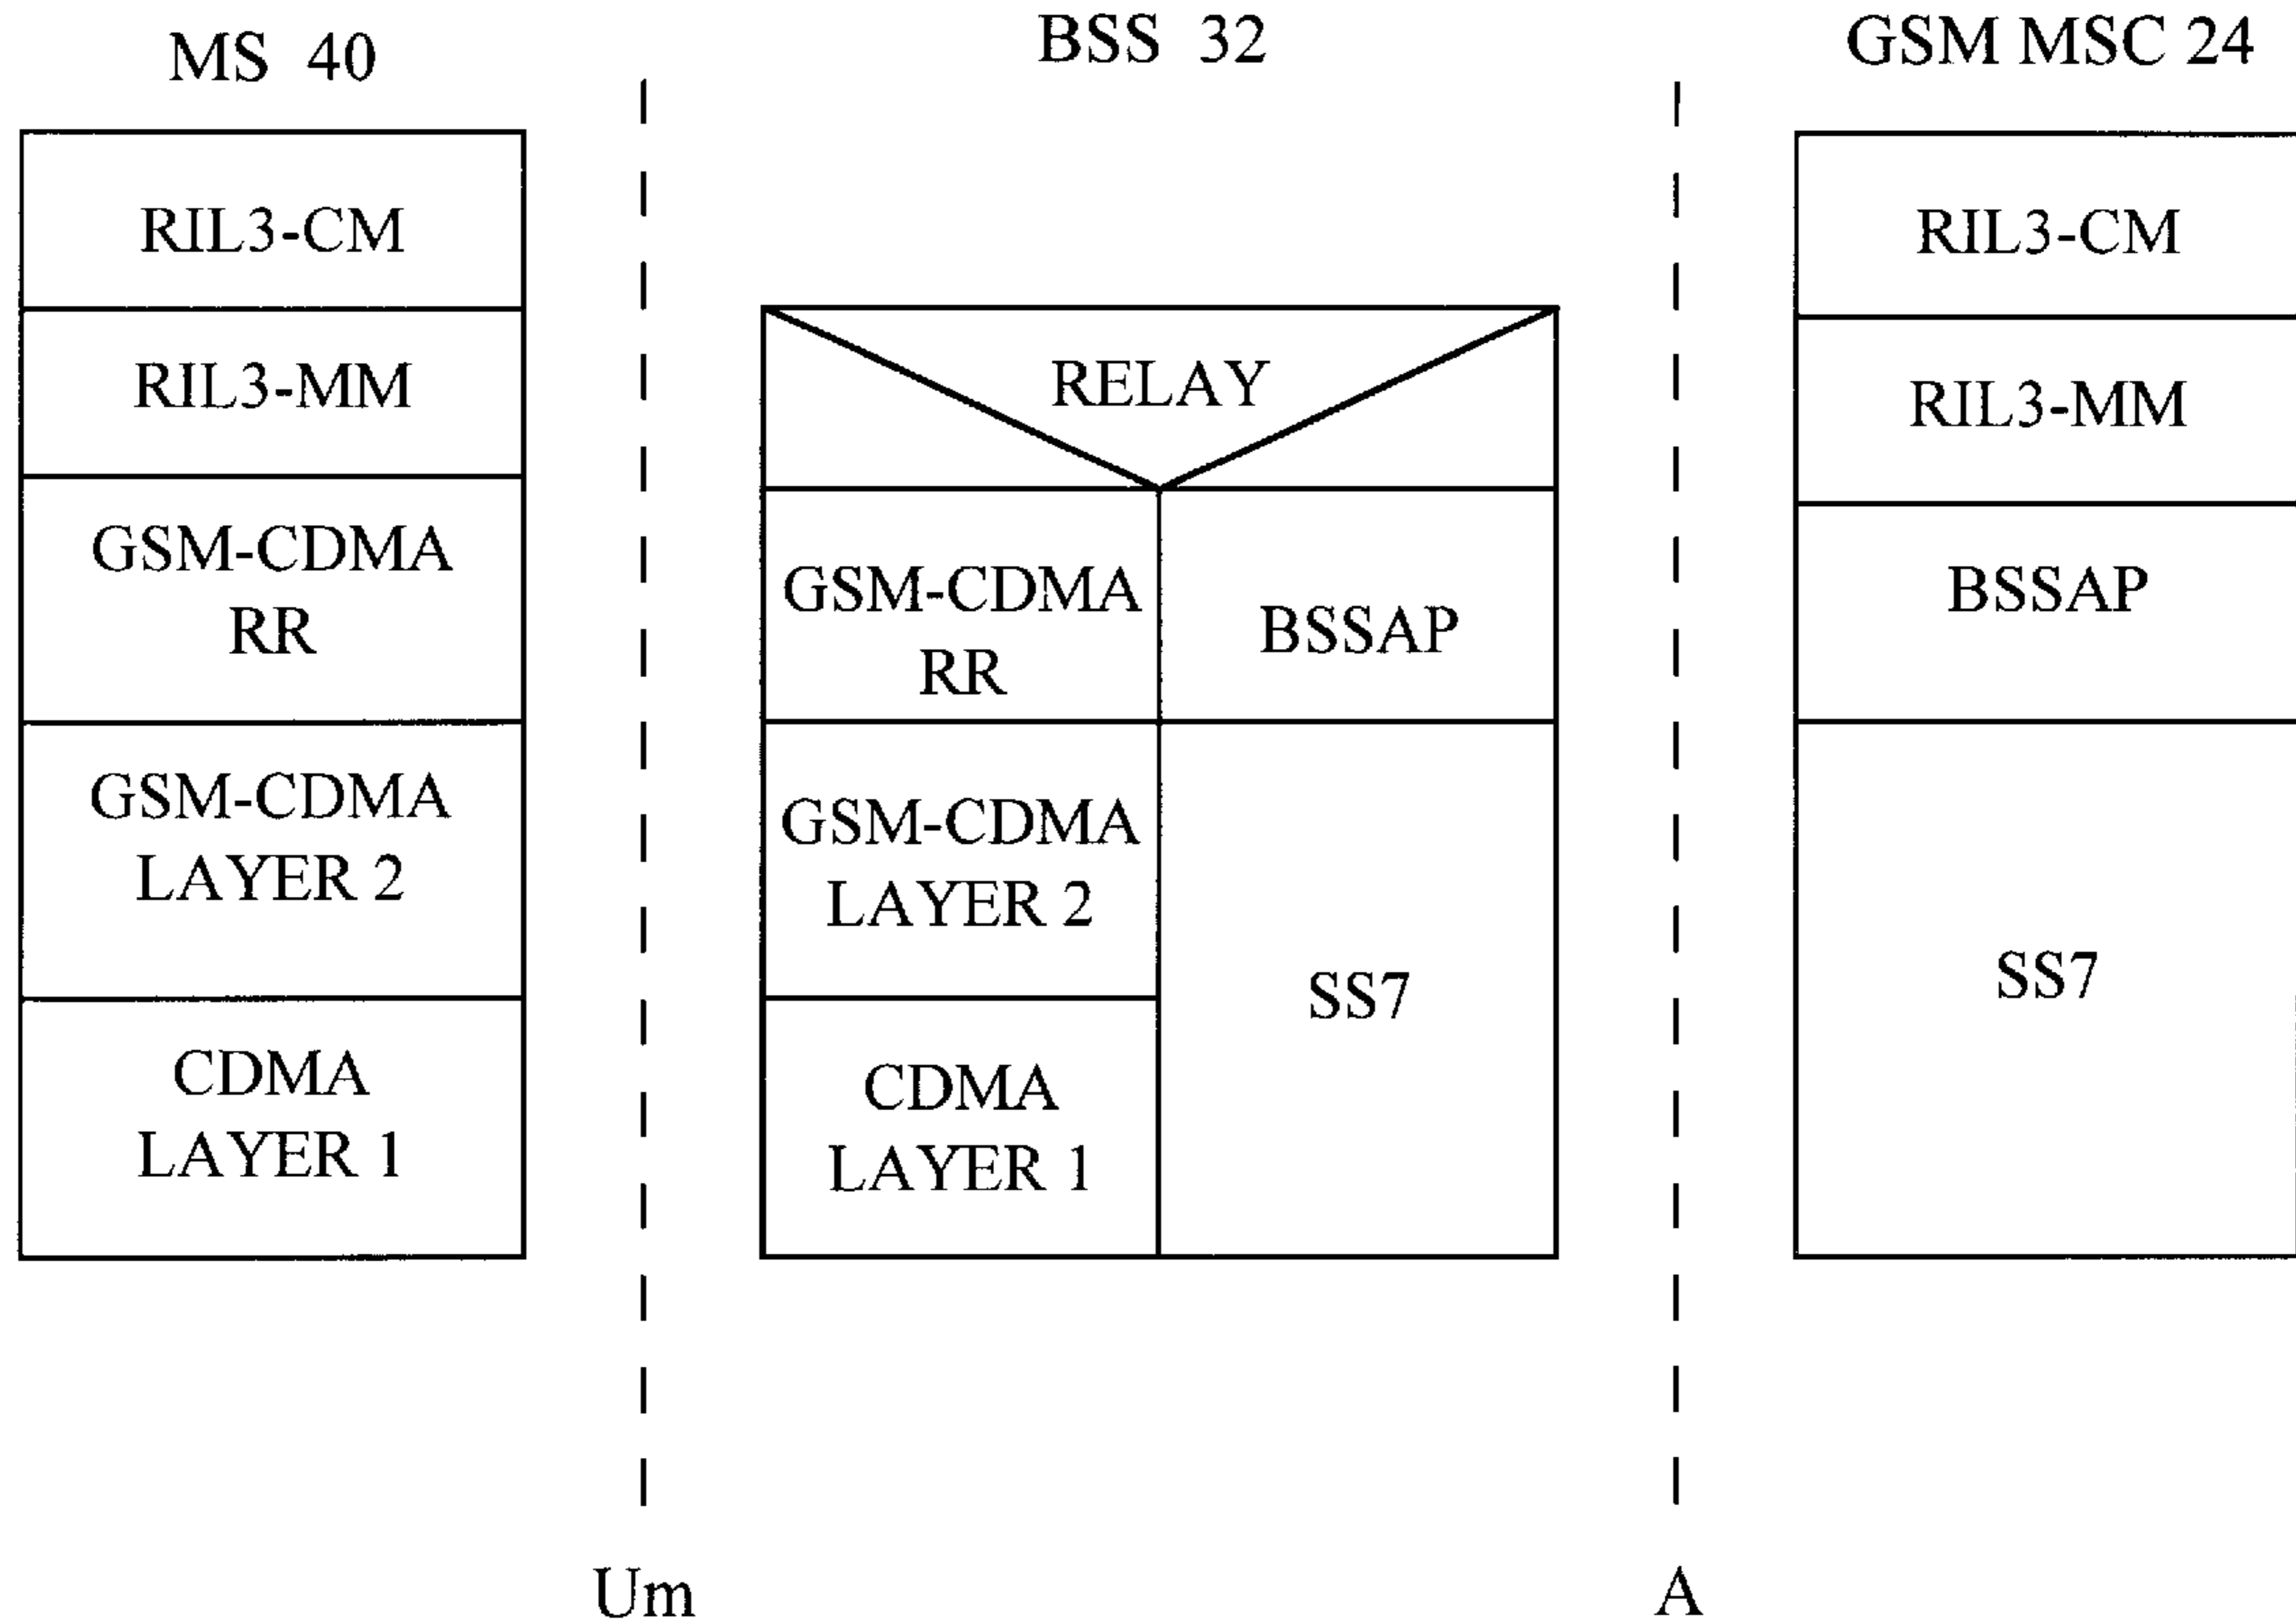 MS 40
RIL3-CM
RIL3-MM
GSM-CDMA
RR
GSM-CDMA
LAYER 2
CDMA
LAYER 1
Um
BSS 32
RELAY
GSM-CDMA
RR
GSM-CDMA
LAYER 2
CDMA
LAYER 1
BSSAP
SS7
A
GSM MSC 24
RIL3-CM
RIL3-MM
BSSAP
SS7